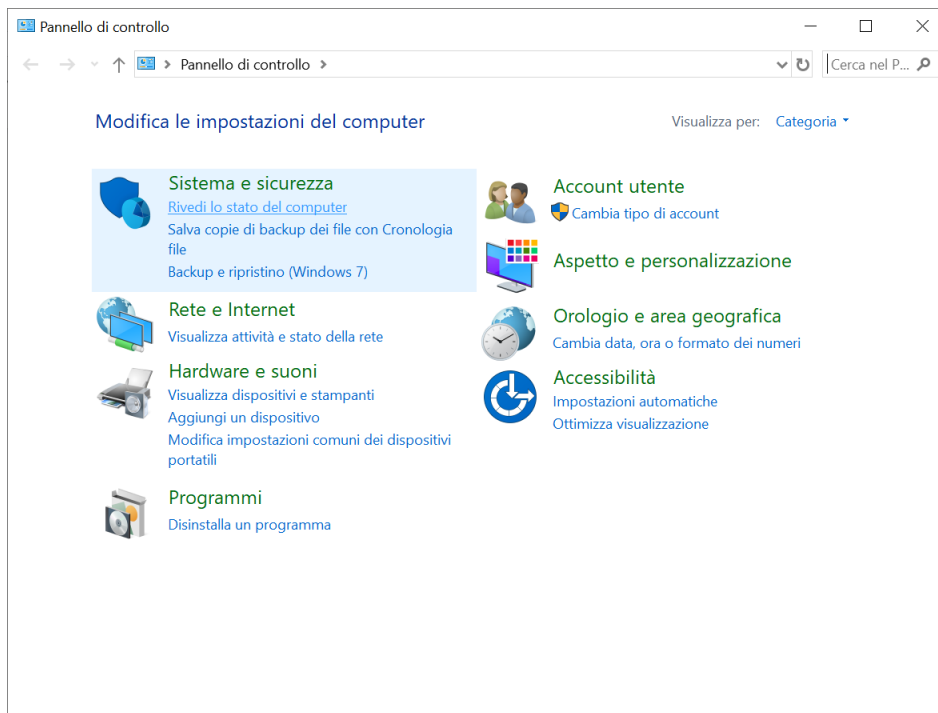 Pannello di controllo
Pannello di controllo
Cerca nel P...
Modifica le impostazioni del computer
Visualizza per: Categoria
Sistema e sicurezza
Rivedi lo stato del computer
Salva copie di backup dei file con Cronologia
file
Backup e ripristino (Windows 7)
Rete e Internet
Visualizza attività e stato della rete
Hardware e suoni
Visualizza dispositivi e stampanti
Aggiungi un dispositivo
Modifica impostazioni comuni dei dispositivi
portatili
Programmi
Disinstalla un programma
Account utente
Cambia tipo di account
Aspetto e personalizzazione
Orologio e area geografica
Cambia data, ora o formato dei numeri
Accessibilità
Impostazioni automatiche
Ottimizza visualizzazione